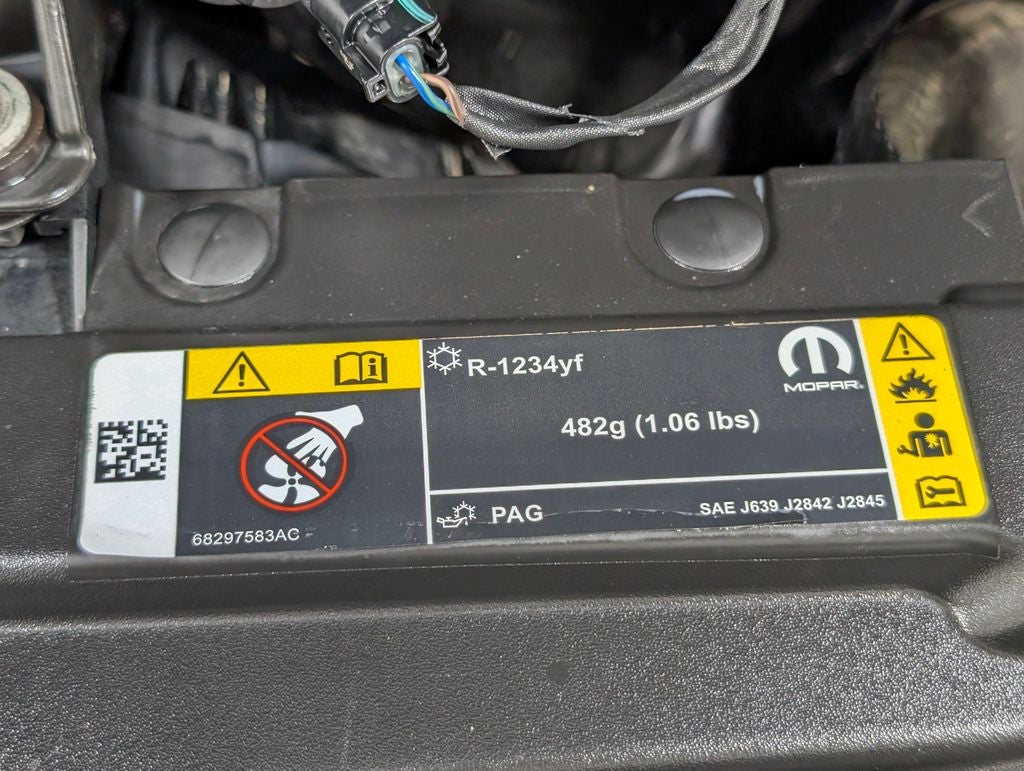 R-1234yf
MOPAR
482g (1.06 lbs)
PAG
SAE J639 J2842 J2845
68297583AC